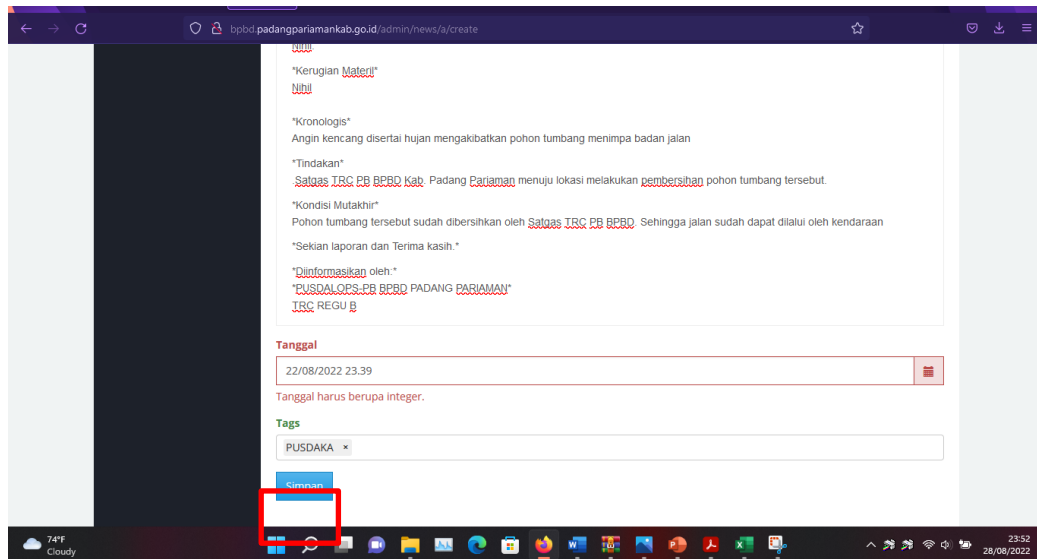 bpbd.padangpariamankab.go.id/admin/news/a/create
Nihil.
*Kerugian Materil*
Nihil
*Kronologis*
Angin kencang disertai hujan mengakibatkan pohon tumbang menimpa badan jalan
*Tindakan*
.Satgas TRC PB BPBD Kab. Padang Pariaman menuju lokasi melakukan pembersihan pohon tumbang tersebut.
*Kondisi Mutakhir*
Pohon tumbang tersebut sudah dibersihkan oleh Satgas TRC PB BPBD. Sehingga jalan sudah dapat dilalui oleh kendaraan
*Sekian laporan dan Terima kasih.*
*Diinformasikan oleh:*
*PUSDALOPS-PB BPBD PADANG PARIAMAN*
TRC REGU B
Tanggal
22/08/2022 23.39
Tanggal harus berupa integer.
Tags
PUSDAKA ×
Simpan
74°F
Cloudy
23:52
28/08/2022